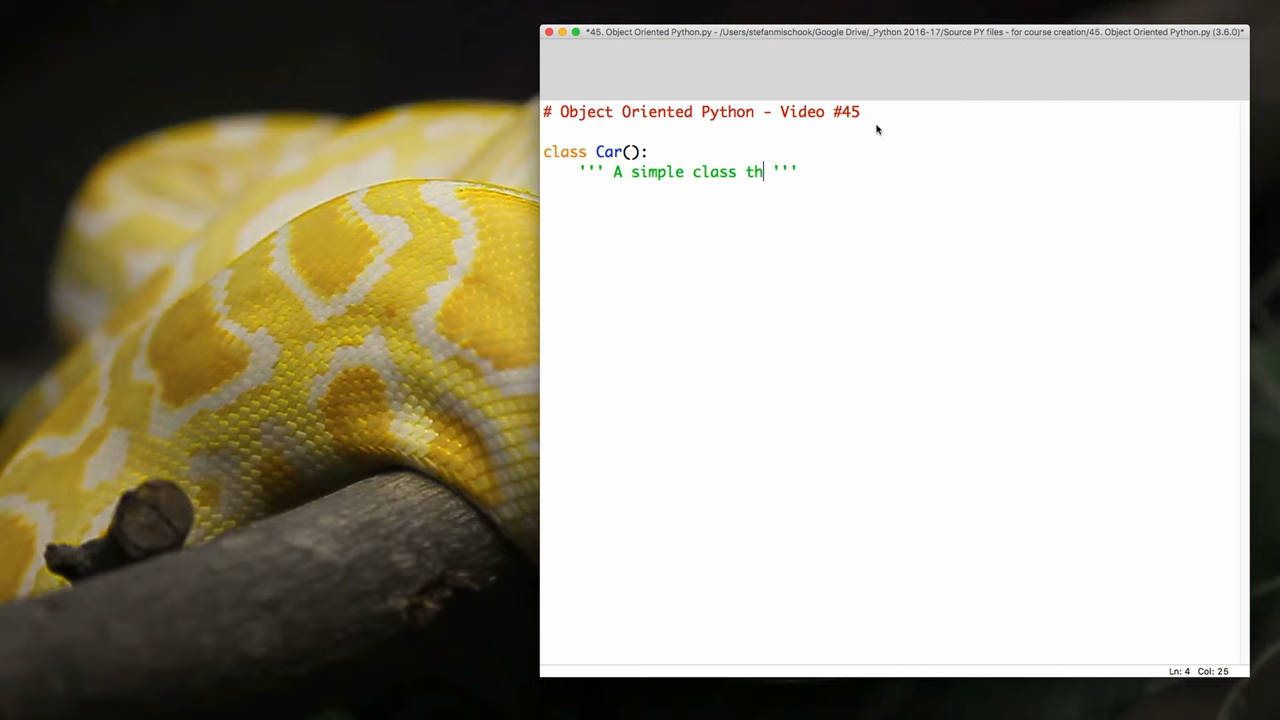 *45. Object Oriented Python.py - /Users/stefanmischook/Google Drive/_Python 2016-17/Source PY files - for course creation/45. Object Oriented Python.py (3.6.0)*
# Object Oriented Python - Video #45
class Car():
''' A simple class th '''
Ln: 4 Col: 25